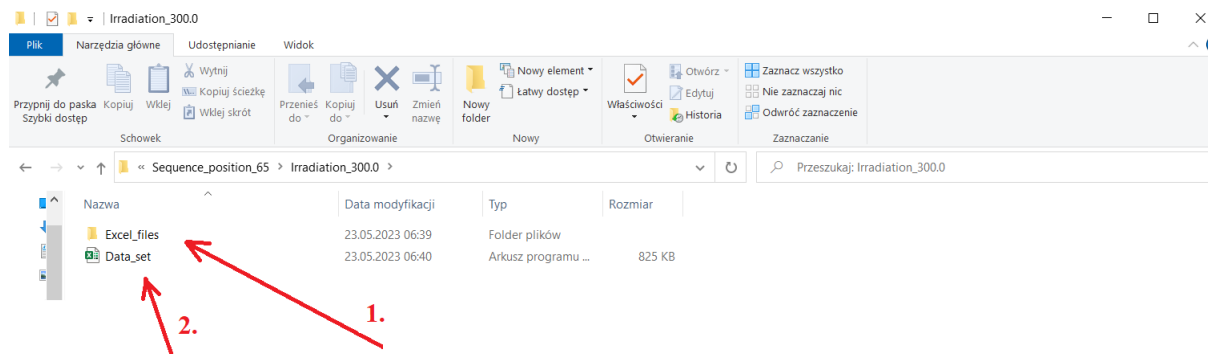 Irradiation_300.0
Plik Narzędzia główne Udostępnianie Widok
Przypnij do paska Szybki dostęp
Kopiuj
Wklej
Wytnij
Kopiuj ścieżkę
Wklej skrót
Schowek
Przenieś do
Kopiuj do
Usuń
Zmień nazwę
Organizowanie
Nowy folder
Nowy element
Łatwy dostęp
Nowy
Właściwości
Otwórz
Edytuj
Historia
Otwieranie
Zaznacz wszystko
Nie zaznaczaj nic
Odwróć zaznaczenie
Zaznaczanie
« Sequence_position_65 > Irradiation_300.0 >
Przeszukaj: Irradiation_300.0
Nazwa Data modyfikacji Typ Rozmiar
Excel_files 23.05.2023 06:39 Folder plików
Data_set 23.05.2023 06:40 Arkusz programu ... 825 KB
1.
2.